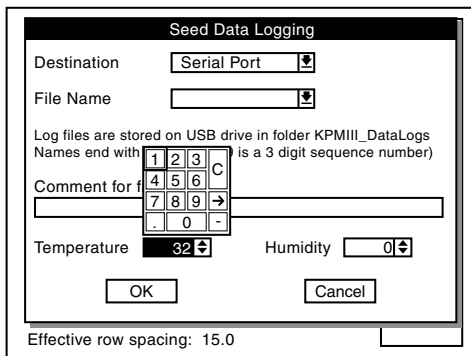 Seed Data Logging
Destination Serial Port
File Name
Log files are stored on USB drive in folder KPMIII_DataLogs
Names end with 9 is a 3 digit sequence number)
1 2 3 C
4 5 6
Comment for f
7 8 9 →
. 0 -
Temperature 32 Humidity 0
OK Cancel
Effective row spacing: 15.0